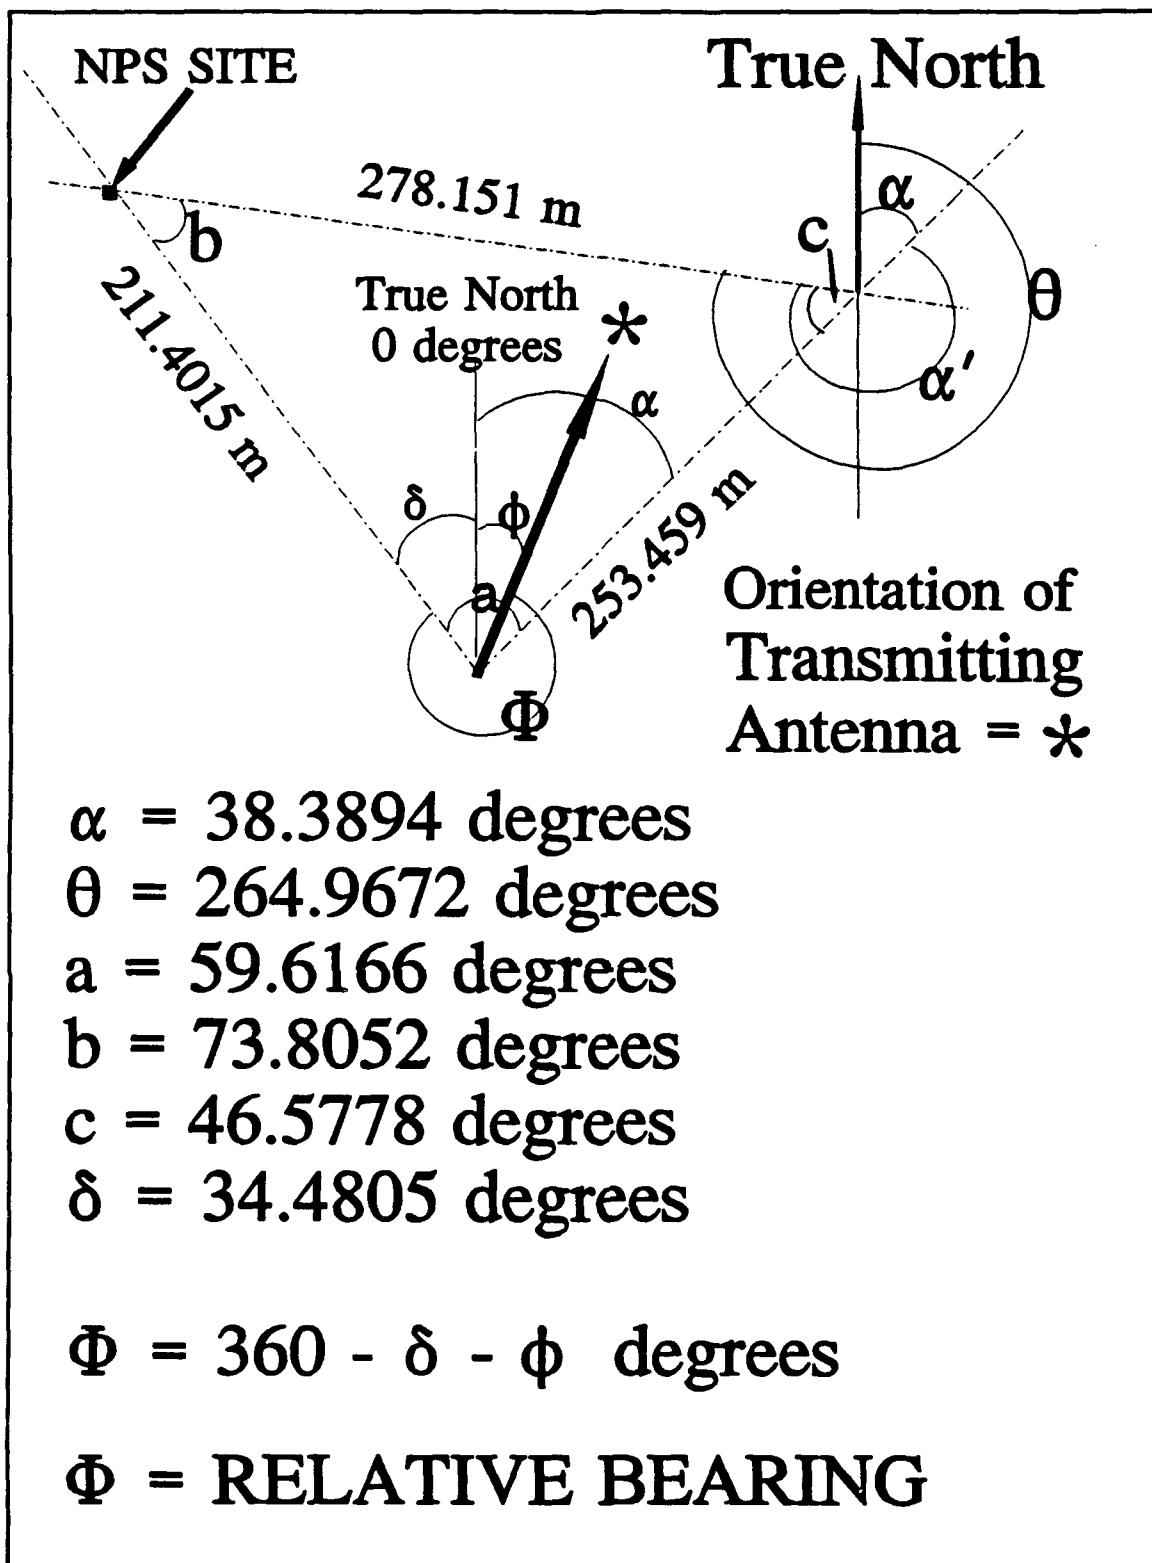 NPS SITE
True North
278.151 m
α
c
b
θ
True North
0 degrees
*
211.4015 m
α
α'
δ
ϕ
a
253.459 m
Φ
Orientation of
Transmitting
Antenna = *
α = 38.3894 degrees
θ = 264.9672 degrees
a = 59.6166 degrees
b = 73.8052 degrees
c = 46.5778 degrees
δ = 34.4805 degrees
Φ = 360 - δ - ϕ degrees
Φ = RELATIVE BEARING